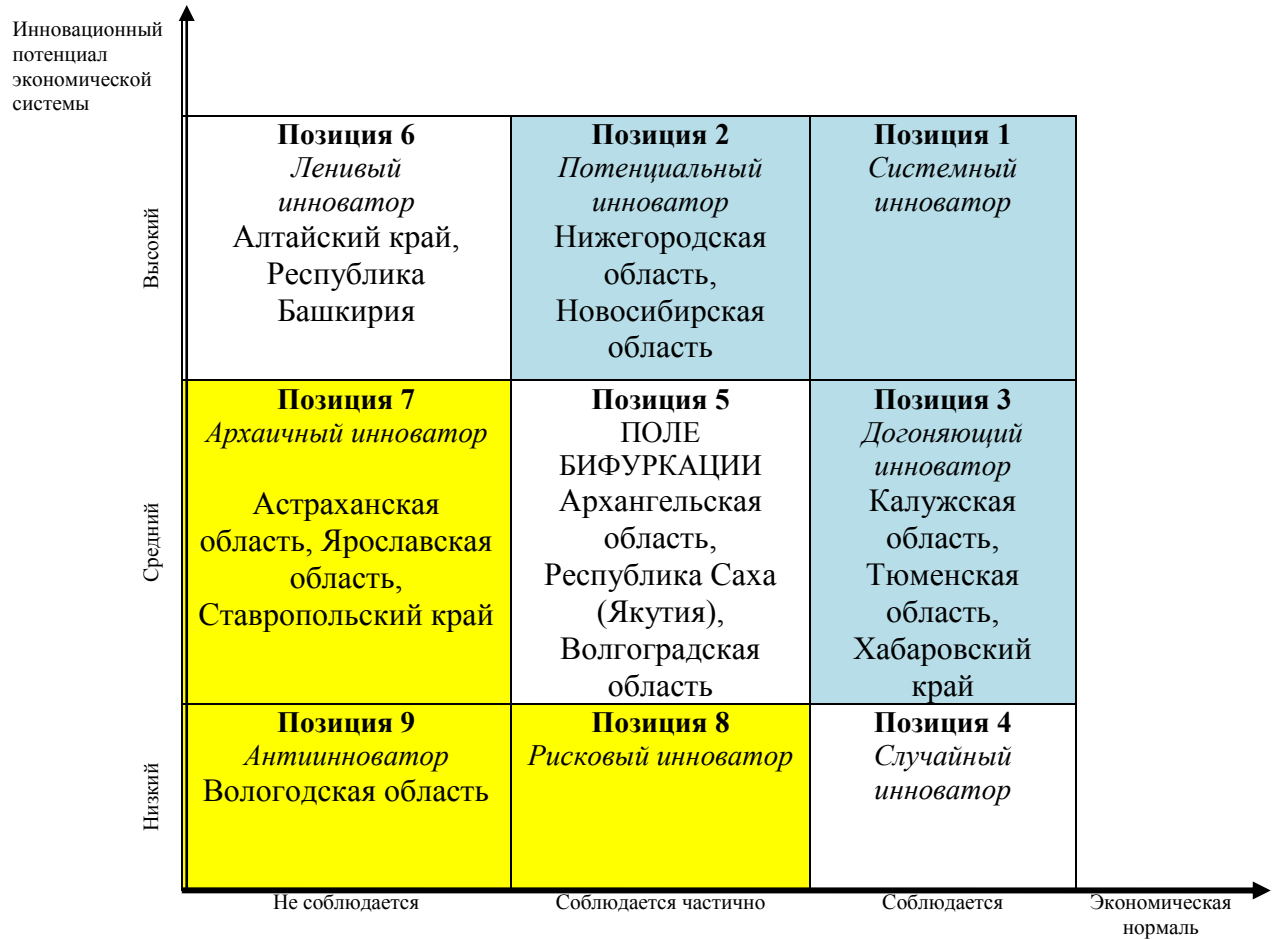 Инновационный
потенциал
экономической
системы
Высокий
Позиция 6
Ленивый
инноватор
Алтайский край,
Республика
Башкирия
Позиция 2
Потенциальный
инноватор
Нижегородская
область,
Новосибирская
область
Позиция 1
Системный
инноватор
Средний
Позиция 7
Архаичный инноватор
Астраханская
область, Ярославская
область,
Ставропольский край
Позиция 5
ПОЛЕ
БИФУРКАЦИИ
Архангельская
область,
Республика Саха
(Якутия),
Волгоградская
область
Позиция 3
Догоняющий
инноватор
Калужская
область,
Тюменская
область,
Хабаровский
край
Низкий
Позиция 9
Антиинноватор
Вологодская область
Позиция 8
Рисковый инноватор
Позиция 4
Случайный
инноватор
Не соблюдается
Соблюдается частично
Соблюдается
Экономическая
нормаль